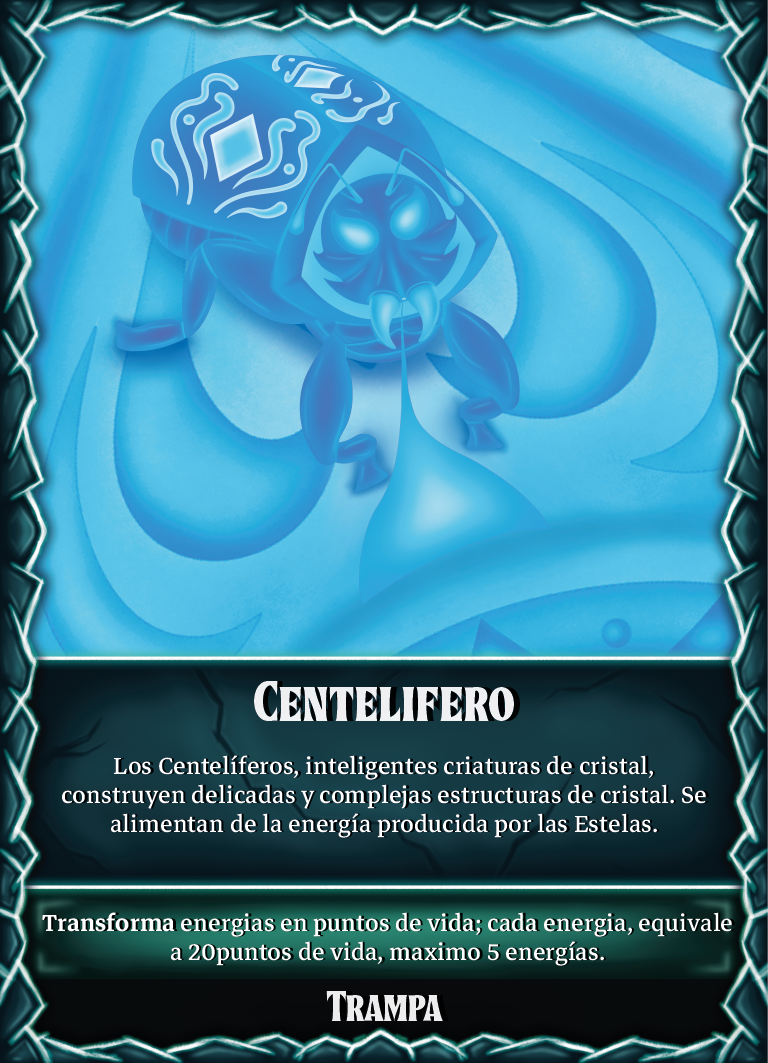 Centelifero
Los Centelíferos, inteligentes criaturas de cristal,
construyen delicadas y complejas estructuras de cristal. Se
alimentan de la energía producida por las Estelas.
Transforma energias en puntos de vida; cada energia, equivale
a 20puntos de vida, maximo 5 energías.
Trampa